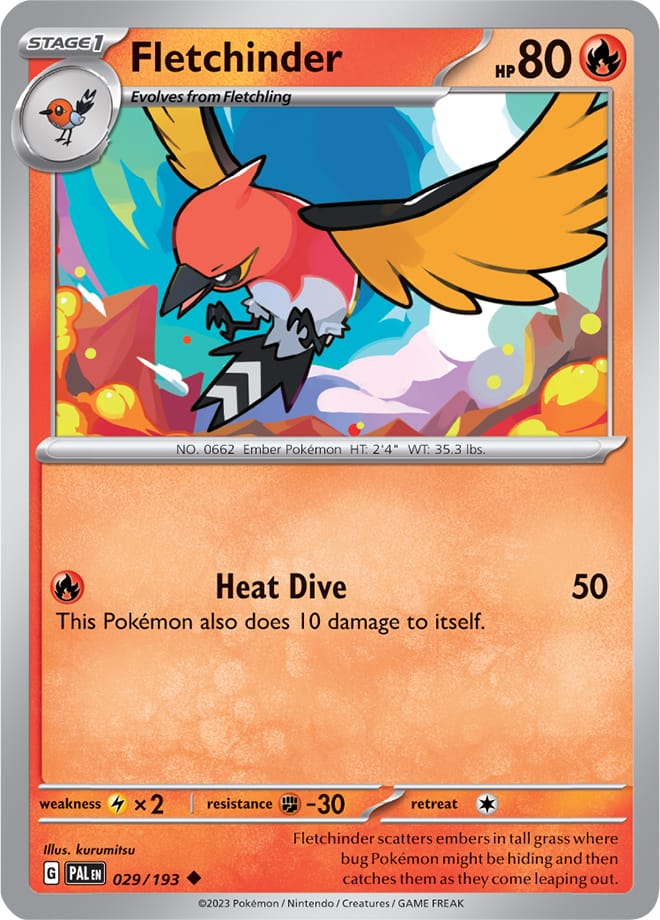 STAGE1
Fletchinder
HP 80
Evolves from Fletchling
NO. 0662 Ember Pokémon HT: 2'4" WT: 35.3 lbs.
Heat Dive 50
This Pokémon also does 10 damage to itself.
weakness ×2 resistance -30 retreat
Illus. kurumitsu
Fletchinder scatters embers in tall grass where
bug Pokémon might be hiding and then
catches them as they come leaping out.
G PAL EN 029/193
©2023 Pokémon / Nintendo / Creatures / GAME FREAK